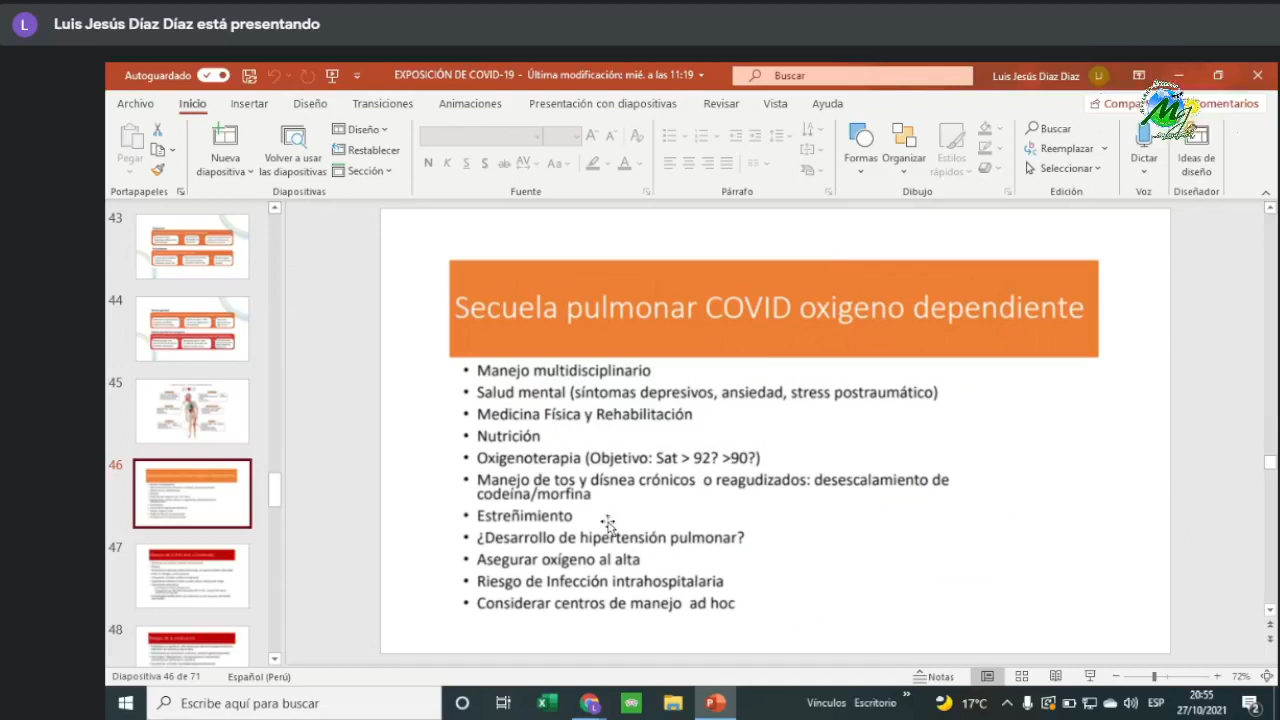 L Luis Jesús Díaz Díaz está presentando
Autoguardado EXPOSICIÓN DE COVID-19 - Última modificación: mié. a las 11:19 Buscar Luis Jesús Diaz Diaz LJ
Archivo Inicio Insertar Diseño Transiciones Animaciones Presentación con diapositivas Revisar Vista Ayuda Comentarios
Pegar
Nueva
diapositiva
Volver a usar
las diapositivas
Diseño
Restablecer
Sección
N K S S ab AV Aa A
Formas Organizar Estilos
rápidos
Buscar
Reemplazar
Seleccionar
Dictar
Ideas de
diseño
Portapapeles Diapositivas Fuente Párrafo Dibujo Edición Voz Diseñador
43
44
45
46
47
48
Secuela pulmonar COVID oxigeno dependiente
• Manejo multidisciplinario
• Salud mental (síntomas depresivos, ansiedad, stress postraumático)
• Medicina Física y Rehabilitación
• Nutrición
• Oxigenoterapia (Objetivo: Sat > 92? >90?)
• Manejo de tos y dísnea crónicos o reagudizados: desescalamiento de
codeína/morfina
• Estreñimiento
• ¿Desarrollo de hipertensión pulmonar?
• Asegurar oxígeno al alta
• Riesgo de Infección intrahospitalaria
• Considerar centros de manejo ad hoc
Diapositiva 46 de 71 Español (Perú) Notas 72%
Escribe aquí para buscar Vínculos Escritorio 17°C ESP 20:55
27/10/2021 2